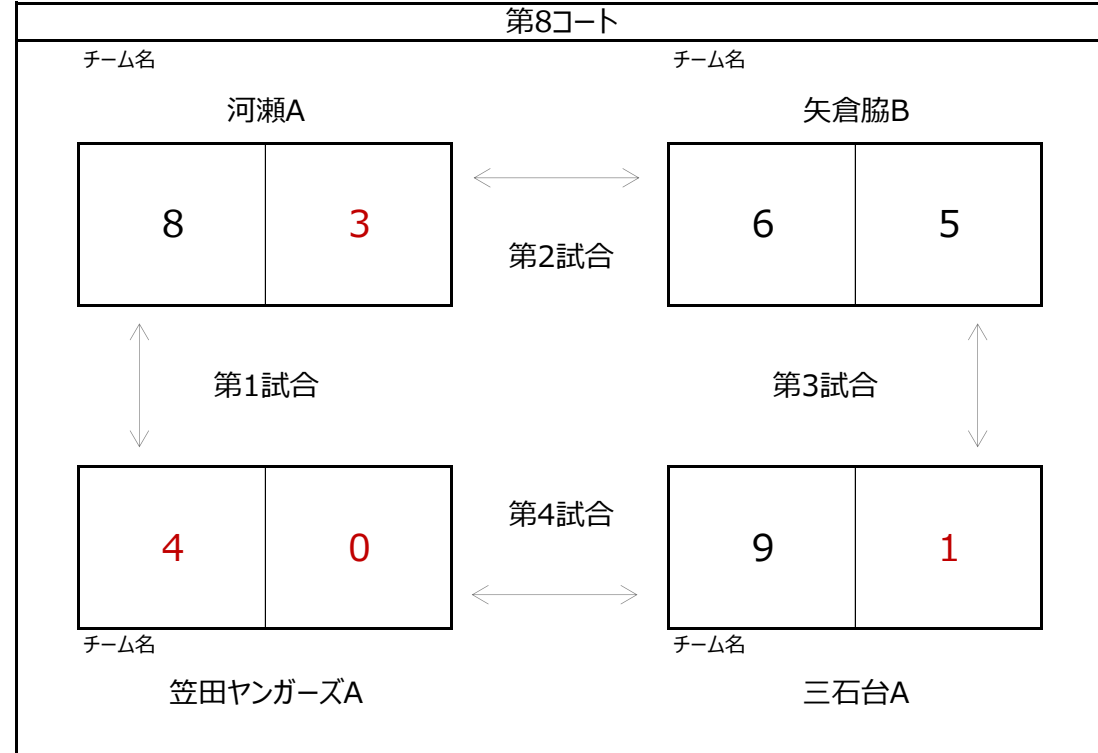 第8コート
チーム名 チーム名
河瀬A 矢倉脇B
8 3 6 5
第2試合
第1試合 第3試合
第4試合
4 0 9 1
チーム名 チーム名
笠田ヤンガーズA 三石台A